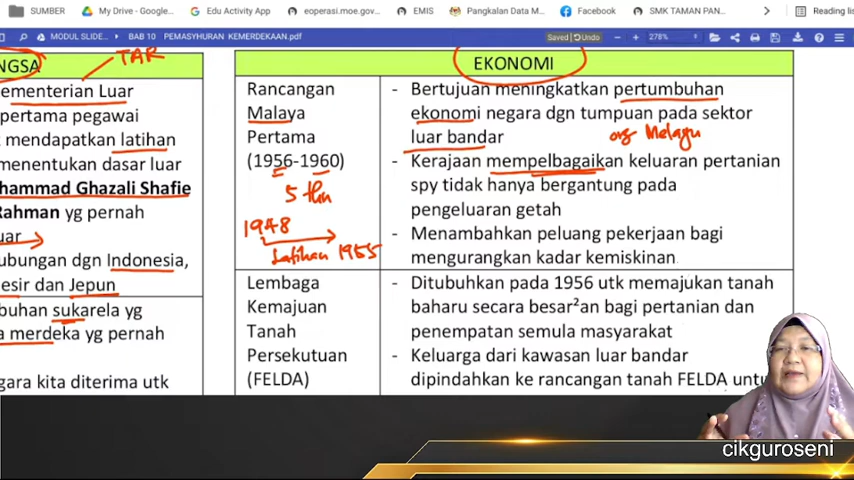 SUMBER
My Drive - Google...
Edu Activity Blog
eoperasi.moe.gov...
EMIS
Pangkalan Data M...
Facebook
SMK TAMAN PAN...
Reading list
MODUL SLIDE...
BAB 10 PEMASYHURAN KEMERDEKAAN.pdf
Saved
Undo
278%
NGSA
TAR
ementerian Luar
pertama pegawai
mendapatkan latihan
menentukan dasar luar
hammad Ghazali Shafie
Rahman yg pernah
uar
ubungan dgn Indonesia,
esir dan Jepun
buhan sukarela yg
a merdeka yg pernah
gara kita diterima utk
EKONOMI
Rancangan
Malaya
Pertama
(1956-1960)
5 thn
1948
Latihan 1955
- Bertujuan meningkatkan pertumbuhan
ekonomi negara dgn tumpuan pada sektor
luar bandar
org Melayu
- Kerajaan mempelbagaikan keluaran pertanian
spy tidak hanya bergantung pada
pengeluaran getah
- Menambahkan peluang pekerjaan bagi
mengurangkan kadar kemiskinan
Lembaga
Kemajuan
Tanah
Persekutuan
(FELDA)
- Ditubuhkan pada 1956 utk memajukan tanah
baharu secara besar²an bagi pertanian dan
penempatan semula masyarakat
- Keluarga dari kawasan luar bandar
dipindahkan ke rancangan tanah FELDA untu
cikguroseni